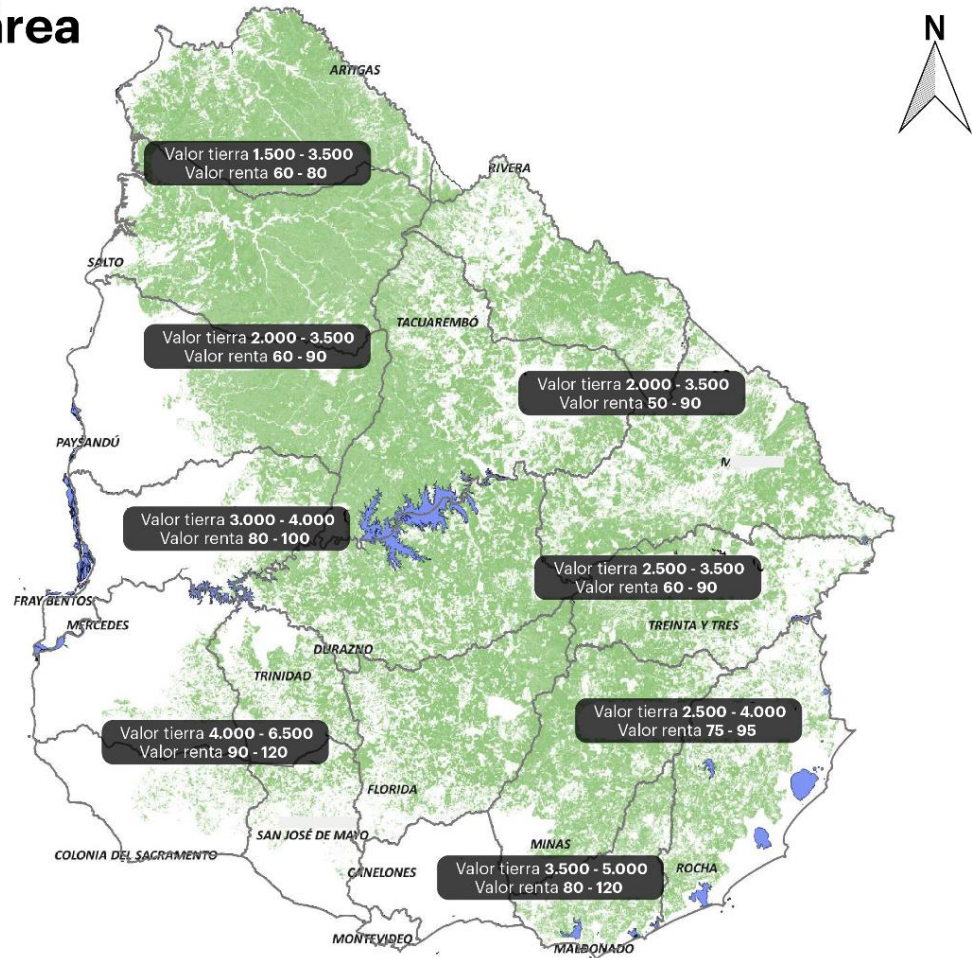 área
N
ARTIGAS
Valor tierra 1.500 - 3.500
Valor renta 60 - 80
RIVERA
SALTO
TACUAREMBÓ
Valor tierra 2.000 - 3.500
Valor renta 60 - 90
Valor tierra 2.000 - 3.500
Valor renta 50 - 90
PAYSANDÚ
M
Valor tierra 3.000 - 4.000
Valor renta 80 - 100
Valor tierra 2.500 - 3.500
Valor renta 60 - 90
FRAY BENTOS
MERCEDES
TREINTA Y TRES
DURAZNO
TRINIDAD
Valor tierra 2.500 - 4.000
Valor renta 75 - 95
Valor tierra 4.000 - 6.500
Valor renta 90 - 120
FLORIDA
SAN JOSÉ DE MAYO
MINAS
COLONIA DEL SACRAMENTO
CANELONES
ROCHA
Valor tierra 3.500 - 5.000
Valor renta 80 - 120
MONTEVIDEO
MALDONADO